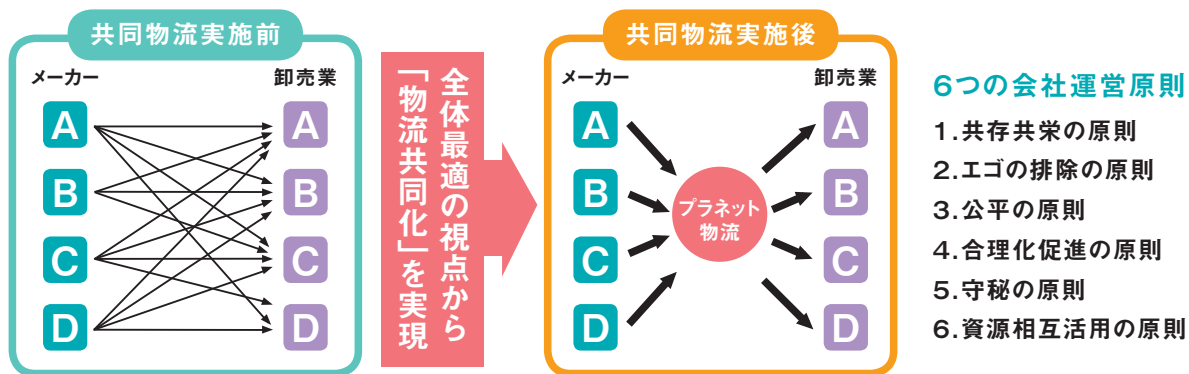 共同物流実施前
メーカー
卸売業
A
A
B
B
C
C
D
D
全体最適の視点から
「物流共同化」を実現
共同物流実施後
メーカー
卸売業
A
A
B
B
プラネット
物流
C
C
D
D
6つの会社運営原則
1.共存共栄の原則
2.エゴの排除の原則
3.公平の原則
4.合理化促進の原則
5.守秘の原則
6.資源相互活用の原則